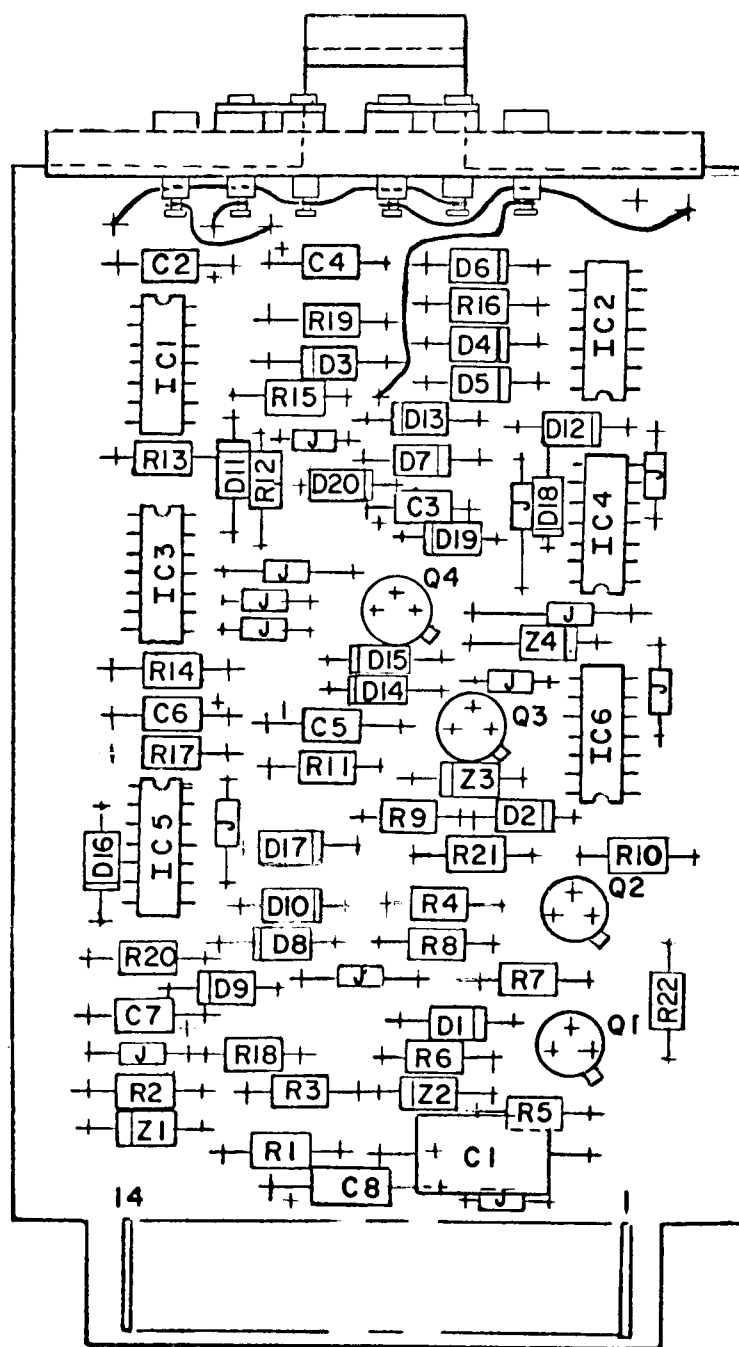 C2 C4 D6
R19 R16 IC2
IC1 D3 D4
R15 D5
D13 D12
R13 D11 R12 J D7 J
D20 C3 J D18 IC4
D19
IC3 J Q4
J J
J Z4
R14 D15
D14 J J
C6 C5 Q3 IC6
R17 R11
Z3
IC5 J R9 D2
D16 D17 R21 R10
D10 R4 Q2
R20 D8 R8
D9 J R7 R22
C7 D1 Q1
J R18 R6
R2 R3 Z2
Z1 R5
R1 C1
C8 J
14 1